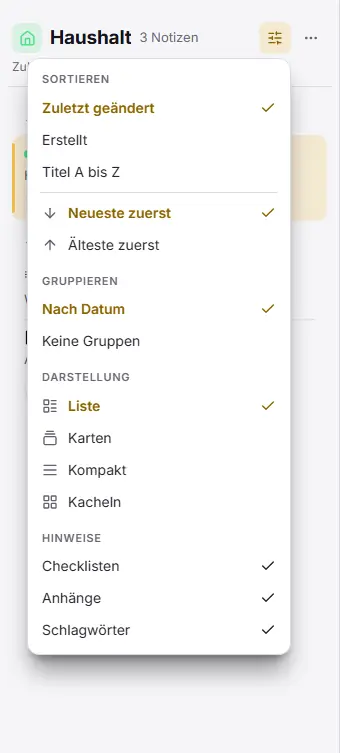 Haushalt 3 Notizen
SORTIEREN
Zuletzt geändert
Erstellt
Titel A bis Z
Neueste zuerst
Älteste zuerst
GRUPPIEREN
Nach Datum
Keine Gruppen
DARSTELLUNG
Liste
Karten
Kompakt
Kacheln
HINWEISE
Checklisten
Anhänge
Schlagwörter